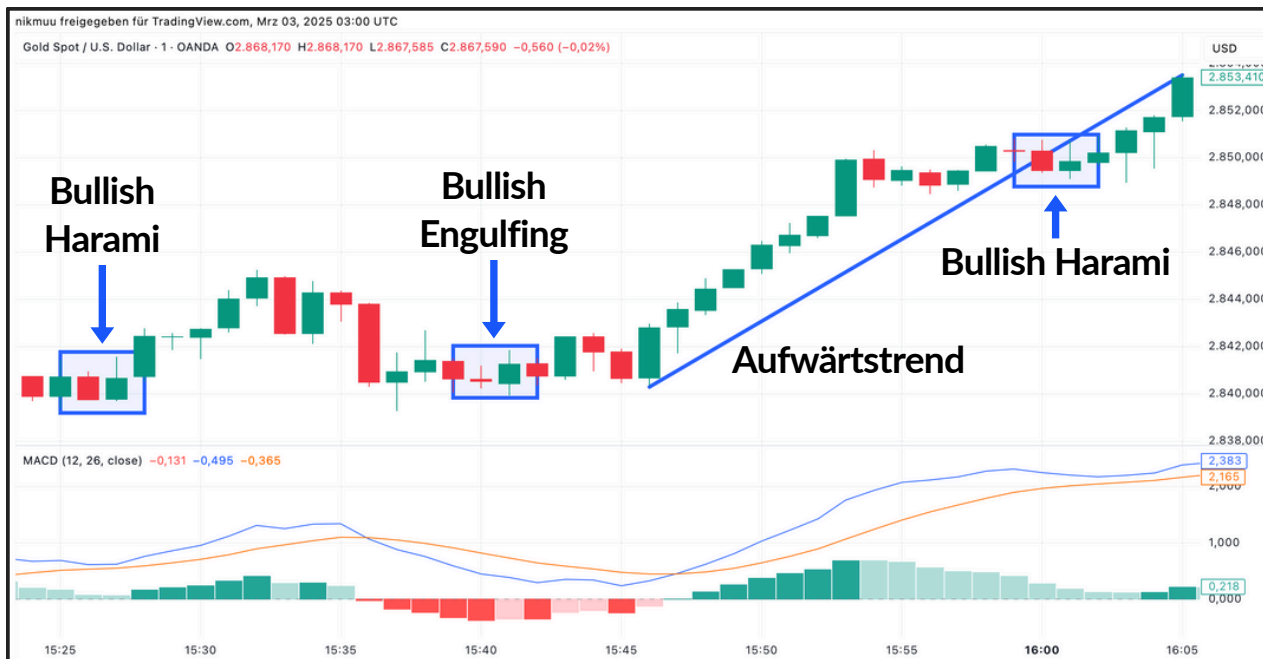 nikmuu freigegeben für TradingView.com, Mrz 03, 2025 03:00 UTC
Gold Spot / U.S. Dollar · 1 · OANDA O2.868,170 H2.868,170 L2.867,585 C2.867,590 −0,560 (−0,02%)
USD
2.853,410
2.852,000
2.850,000
2.848,000
2.846,000
2.844,000
2.842,000
2.840,000
2.838,000
Bullish
Harami
Bullish
Engulfing
Bullish Harami
Aufwärtstrend
MACD (12, 26, close) −0,131 −0,495 −0,365
2,383
2,165
2,000
1,000
0,218
0,000
15:25 15:30 15:35 15:40 15:45 15:50 15:55 16:00 16:05